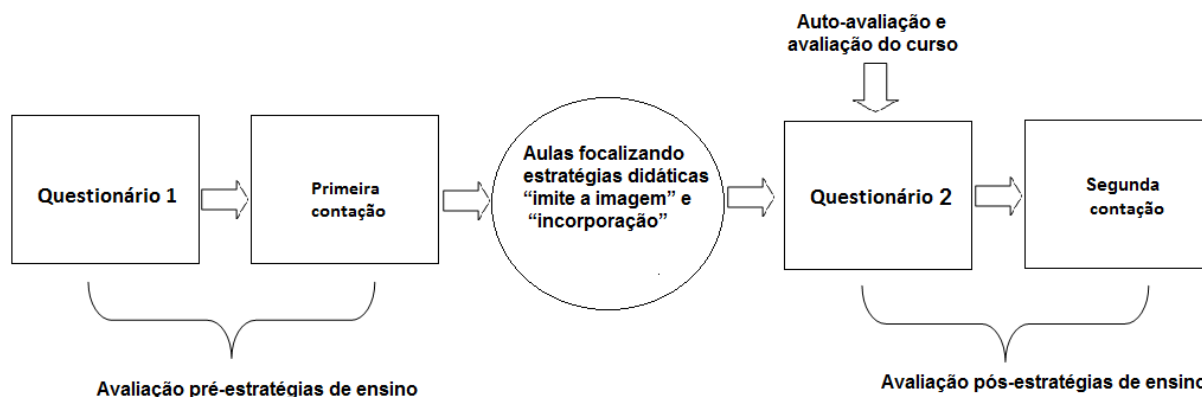 Auto-avaliação e
avaliação do curso
Questionário 1
Primeira
contação
Aulas focalizando
estratégias didáticas
“imite a imagem” e
“incorporação”
Questionário 2
Segunda
contação
Avaliação pré-estratégias de ensino
Avaliação pós-estratégias de ensino